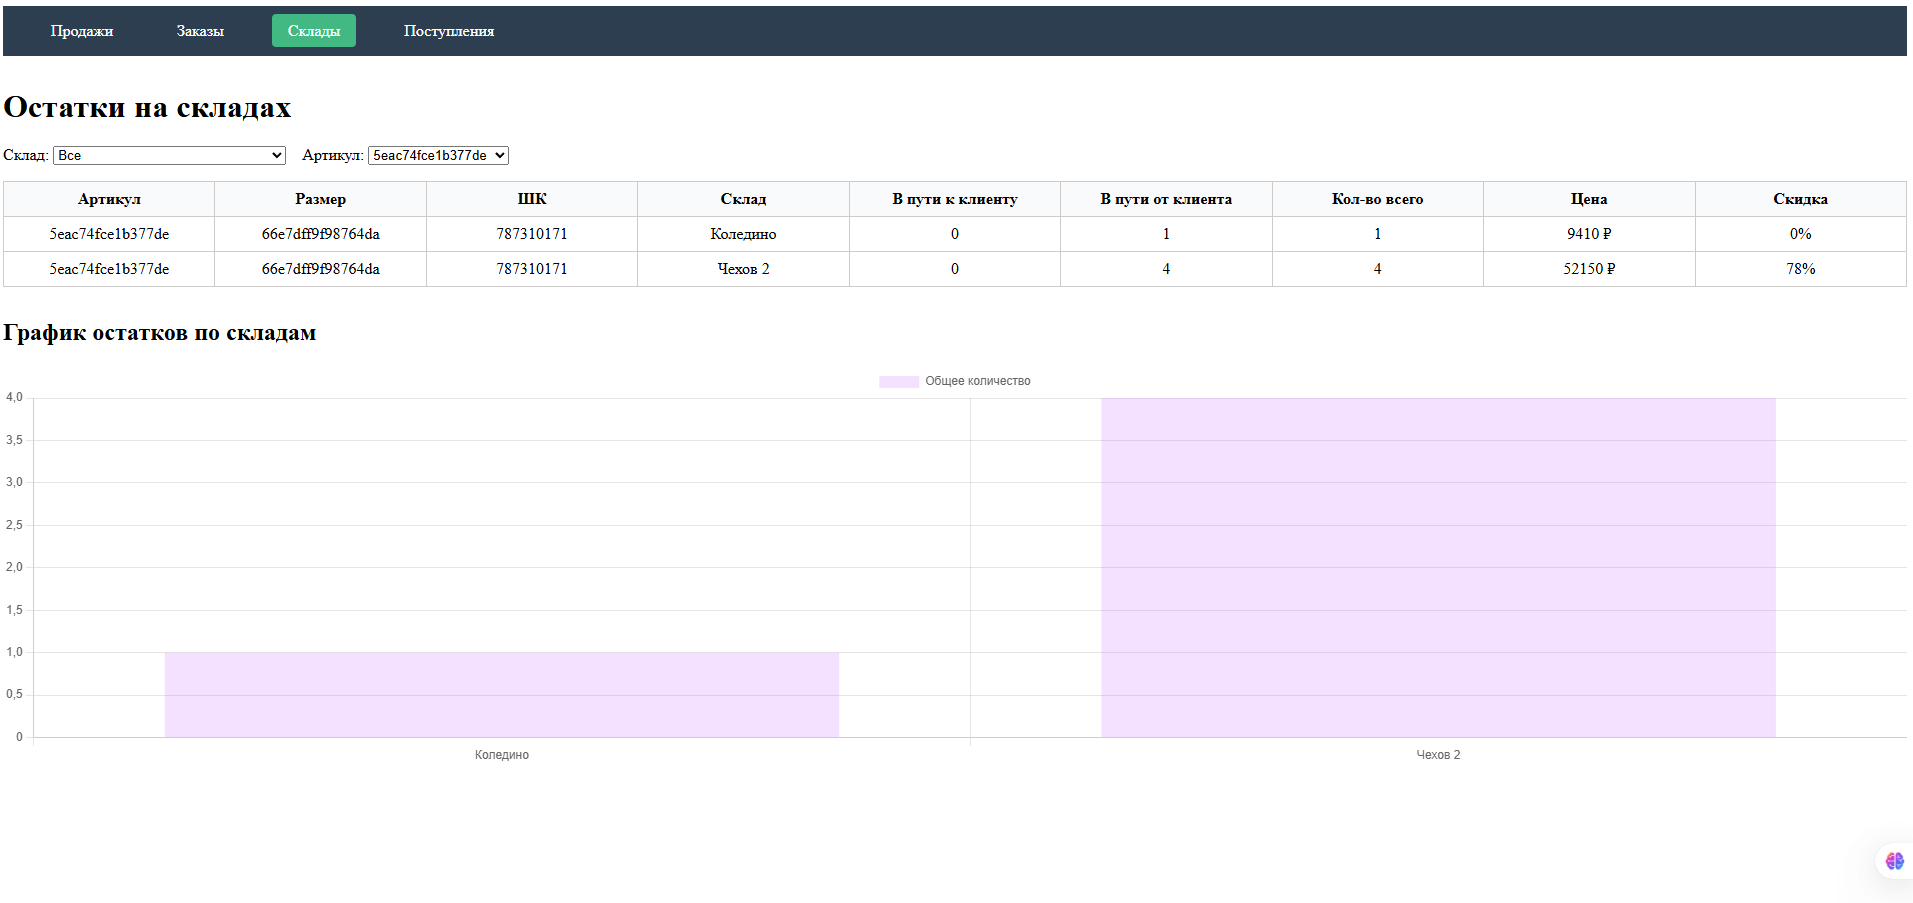 Продажи Заказы Склады Поступления
Остатки на складах
Склад: Все Артикул: 5eac74fce1b377de
Артикул Размер ШК Склад В пути к клиенту В пути от клиента Кол-во всего Цена Скидка
5eac74fce1b377de 66e7dff9f98764da 787310171 Коледино 0 1 1 9410 ₽ 0%
5eac74fce1b377de 66e7dff9f98764da 787310171 Чехов 2 0 4 4 52150 ₽ 78%
График остатков по складам
Общее количество
4,0
3,5
3,0
2,5
2,0
1,5
1,0
0,5
0
Коледино Чехов 2